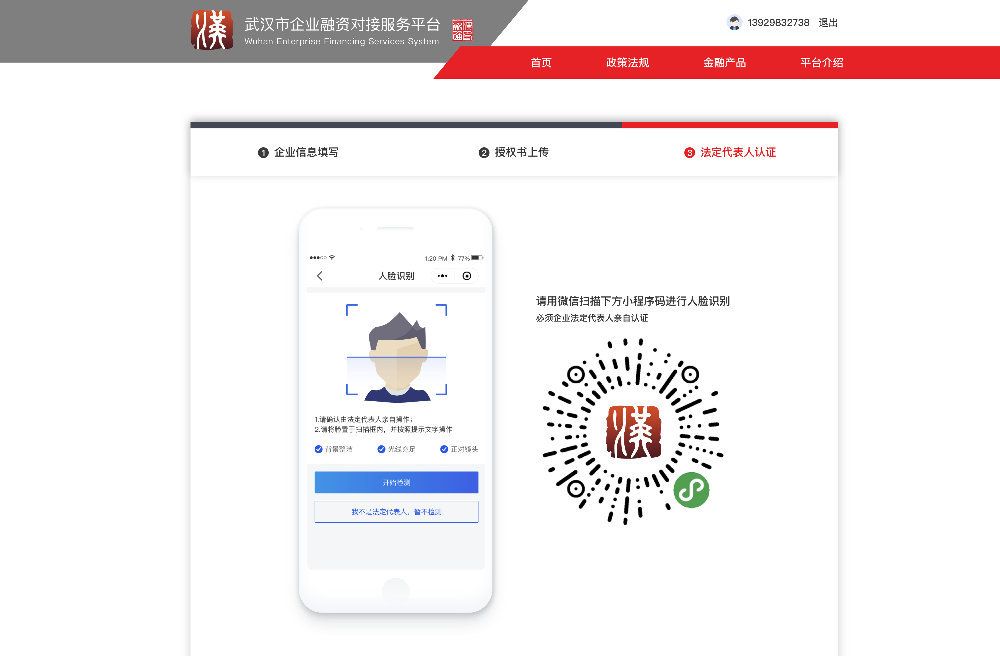 漢
武汉市企业融资对接服务平台
Wuhan Enterprise Financing Services System
漢融通
13929832738 退出
首页 政策法规 金融产品 平台介绍
1 企业信息填写 2 授权书上传 3 法定代表人认证
1:20 PM 77%
人脸识别
1.请确认由法定代表人亲自操作；
2.请将脸置于扫描框内，并按照提示文字操作
背景整洁 光线充足 正对镜头
开始检测
我不是法定代表人，暂不检测
请用微信扫描下方小程序码进行人脸识别
必须企业法定代表人亲自认证
漢